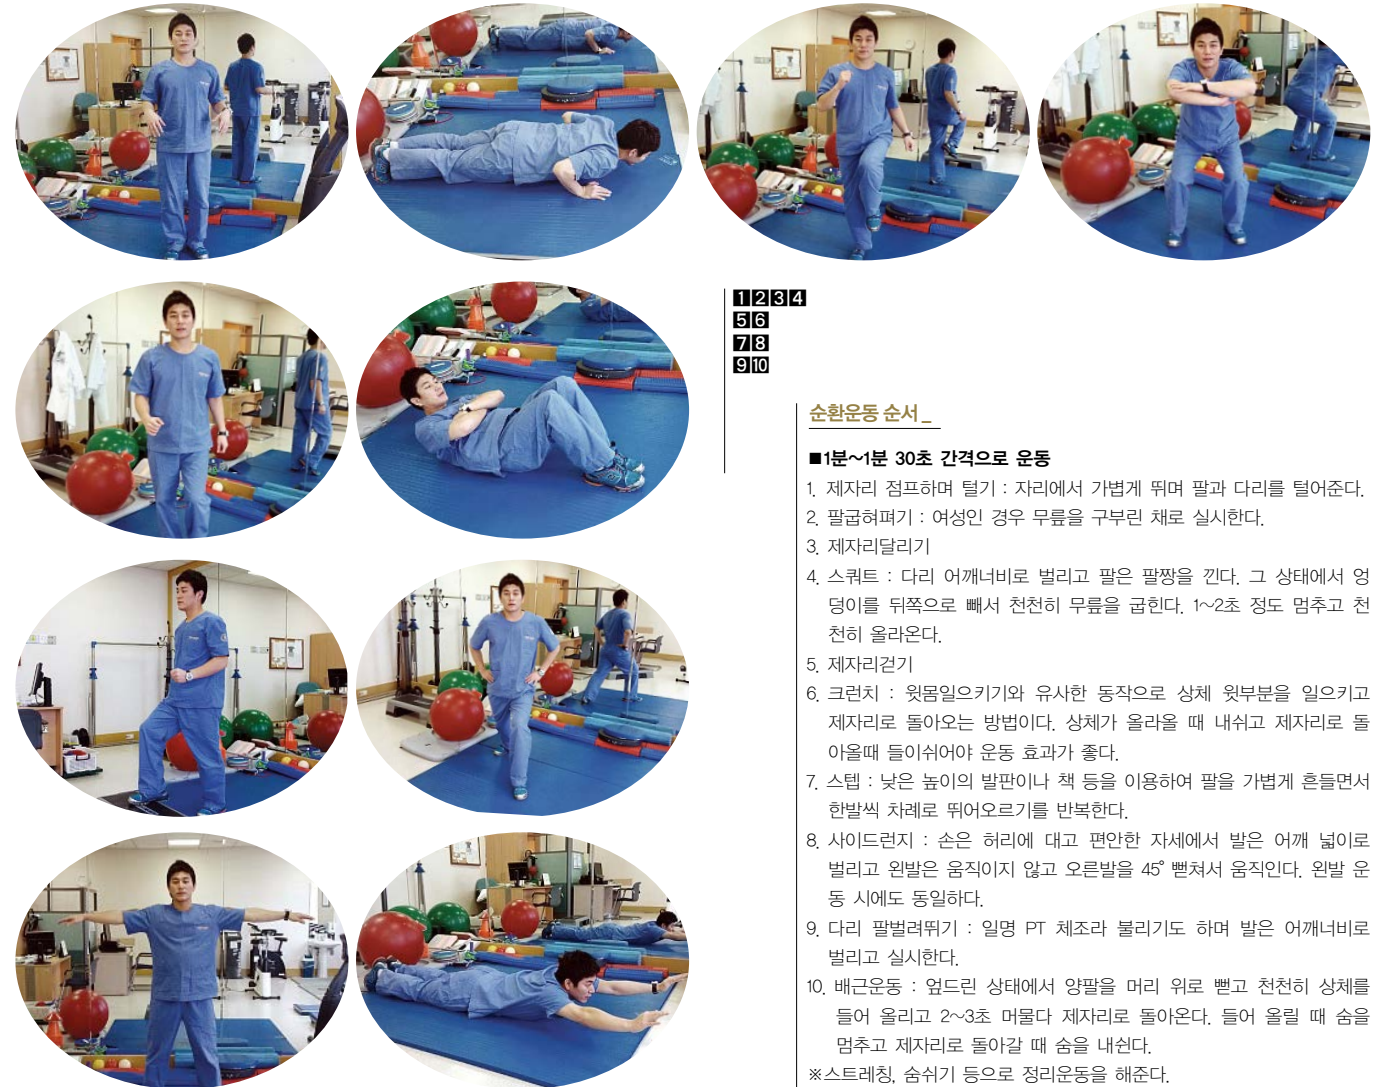 1 2 3 4
5 6
7 8
9 10
순환운동 순서_
■1분~1분 30초 간격으로 운동
1. 제자리 점프하며 털기 : 자리에서 가볍게 뛰며 팔과 다리를 털어준다.
2. 팔굽혀펴기 : 여성인 경우 무릎을 구부린 채로 실시한다.
3. 제자리달리기
4. 스쿼트 : 다리 어깨너비로 벌리고 팔은 팔짱을 낀다. 그 상태에서 엉
덩이를 뒤쪽으로 빼서 천천히 무릎을 굽힌다. 1~2초 정도 멈추고 천
천히 올라온다.
5. 제자리걷기
6. 크런치 : 윗몸일으키기와 유사한 동작으로 상체 윗부분을 일으키고
제자리로 돌아오는 방법이다. 상체가 올라올 때 내쉬고 제자리로 돌
아올때 들이쉬어야 운동 효과가 좋다.
7. 스텝 : 낮은 높이의 발판이나 책 등을 이용하여 팔을 가볍게 흔들면서
한발씩 차례로 뛰어오르기를 반복한다.
8. 사이드런지 : 손은 허리에 대고 편안한 자세에서 발은 어깨 넓이로
벌리고 왼발은 움직이지 않고 오른발을 45° 뻗쳐서 움직인다. 왼발 운
동 시에도 동일하다.
9. 다리 팔벌려뛰기 : 일명 PT 체조라 불리기도 하며 발은 어깨너비로
벌리고 실시한다.
10. 배근운동 : 엎드린 상태에서 양팔을 머리 위로 뻗고 천천히 상체를
들어 올리고 2~3초 머물다 제자리로 돌아온다. 들어 올릴 때 숨을
멈추고 제자리로 돌아갈 때 숨을 내쉰다.
※스트레칭, 숨쉬기 등으로 정리운동을 해준다.